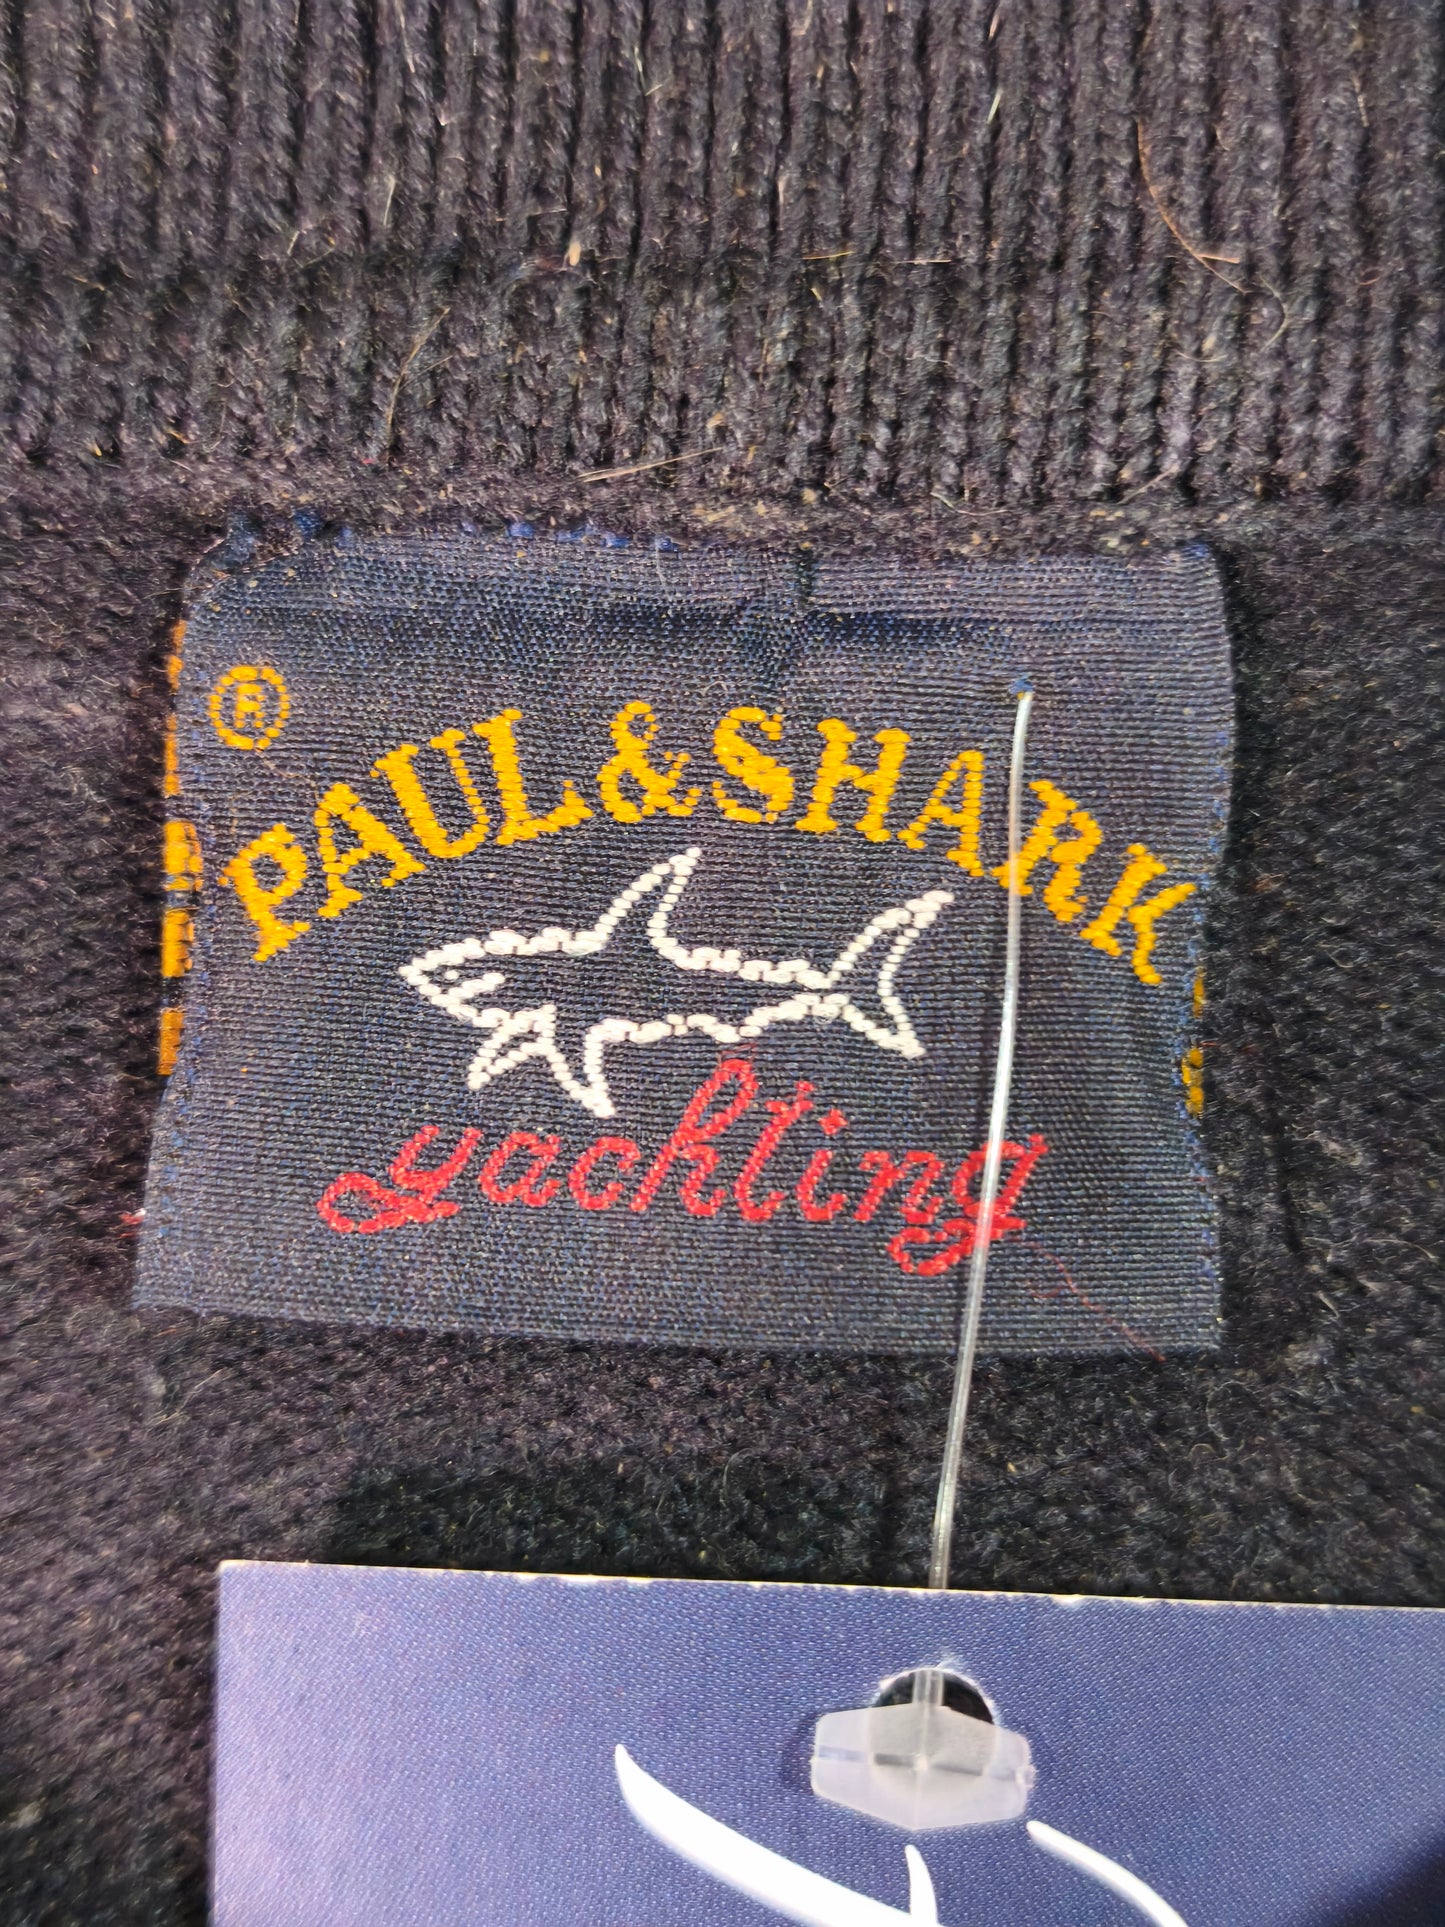 ®
PAUL & SHARK
yachting